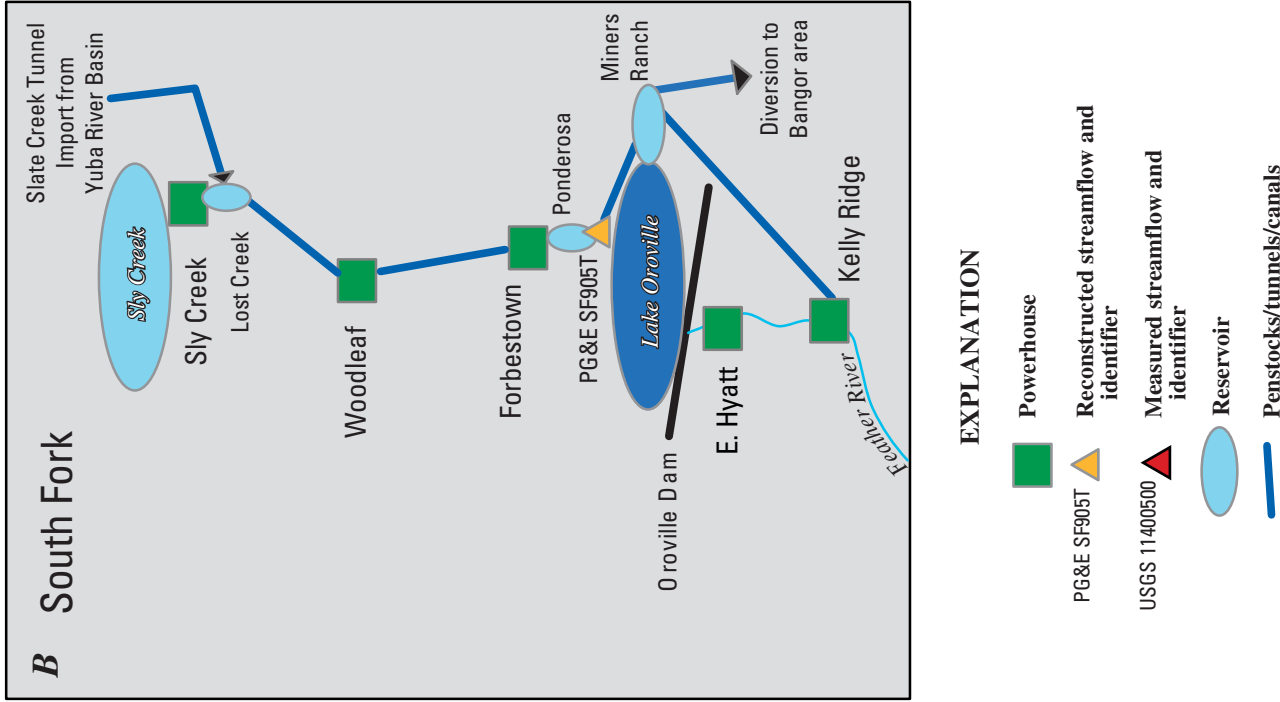 B South Fork
Slate Creek Tunnel
Import from
Yuba River Basin
Sly Creek
Sly Creek
Lost Creek
Woodleaf
Forbestown
Ponderosa
PG&E SF905T
Miners
Ranch
Lake Oroville
Oroville Dam
Diversion to
Bangor area
E. Hyatt
Kelly Ridge
Feather River
EXPLANATION
Powerhouse
PG&E SF905T
Reconstructed streamflow and
identifier
USGS 11400500
Measured streamflow and
identifier
Reservoir
Penstocks/tunnels/canals